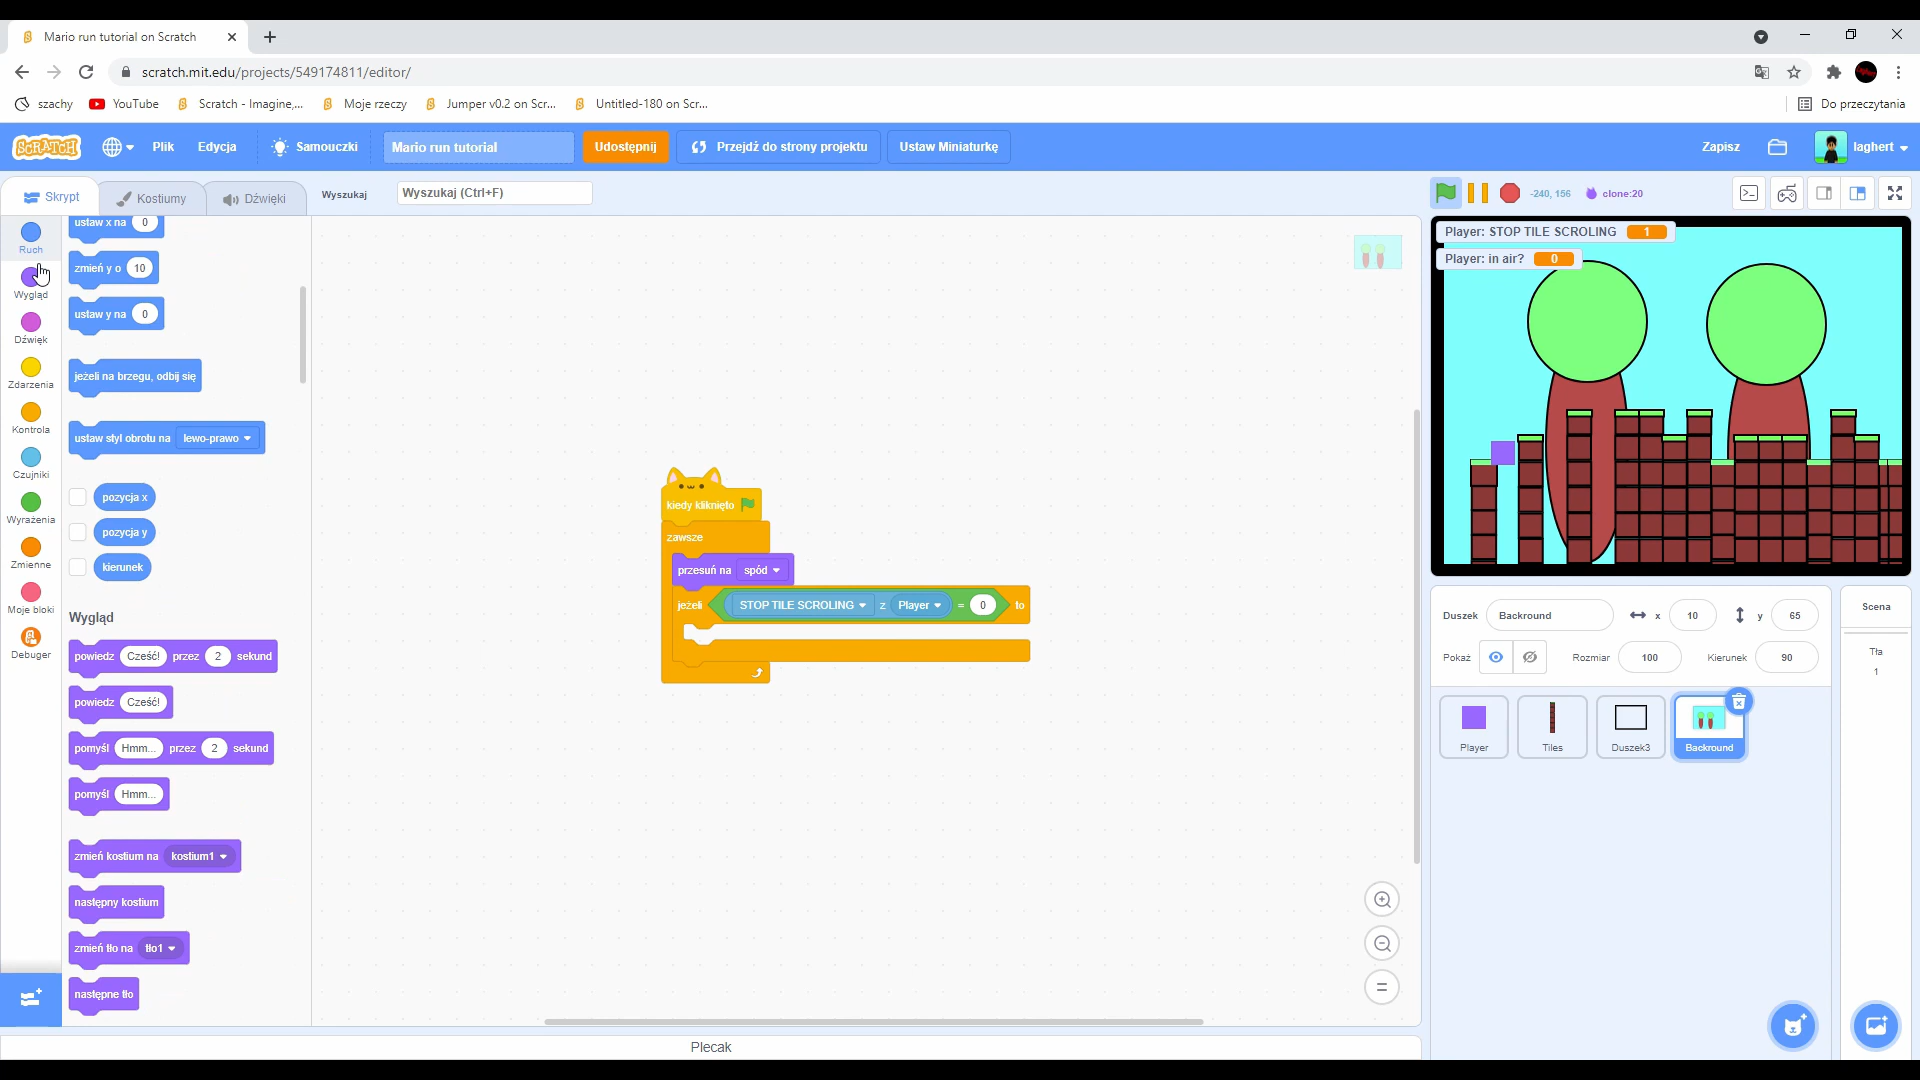 Mario run tutorial on Scratch
scratch.mit.edu/projects/549174811/editor/
szachy
YouTube
Scratch - Imagine,...
Moje rzeczy
Jumper v0.2 on Scr...
Untitled-180 on Scr...
Do przeczytania
SCRATCH
Plik
Edycja
Samouczki
Mario run tutorial
Udostępnij
Przejdź do strony projektu
Ustaw Miniaturkę
Zapisz
laghert
Skrypt
Kostiumy
Dźwięki
Wyszukaj
Wyszukaj (Ctrl+F)
-240, 156
clone:20
Ruch
Wygląd
Dźwięk
Zdarzenia
Kontrola
Czujniki
Wyrażenia
Zmienne
Moje bloki
Debuger
ustaw x na 0
zmień y o 10
ustaw y na 0
jeżeli na brzegu, odbij się
ustaw styl obrotu na lewo-prawo
pozycja x
pozycja y
kierunek
Wygląd
powiedz Cześć! przez 2 sekund
powiedz Cześć!
pomyśl Hmm... przez 2 sekund
pomyśl Hmm...
zmień kostium na kostium1
następny kostium
zmień tło na tło1
następne tło
kiedy kliknięto
zawsze
przesuń na spód
jeżeli STOP TILE SCROLING z Player = 0 to
Player: STOP TILE SCROLING 1
Player: in air? 0
Duszek Backround x 10 y 65
Pokaż Rozmiar 100 Kierunek 90
Player
Tiles
Duszek3
Backround
Scena
Tła
1
Plecak